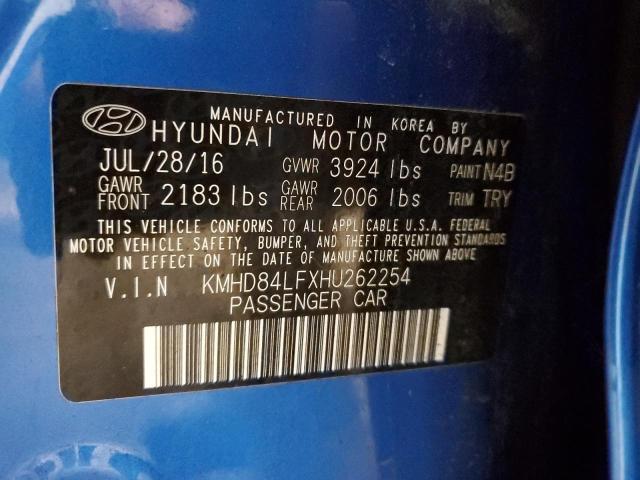 MANUFACTURED IN KOREA BY
HYUNDAI MOTOR COMPANY
JUL/28/16 GVWR 3924 lbs PAINT N4B
GAWR FRONT 2183 lbs GAWR REAR 2006 lbs TRIM TRY
THIS VEHICLE CONFORMS TO ALL APPLICABLE U.S.A. FEDERAL
MOTOR VEHICLE SAFETY, BUMPER, AND THEFT PREVENTION STANDARDS
IN EFFECT ON THE DATE OF MANUFACTURE SHOWN ABOVE
V.I.N KMHD84LFXHU262254
PASSENGER CAR